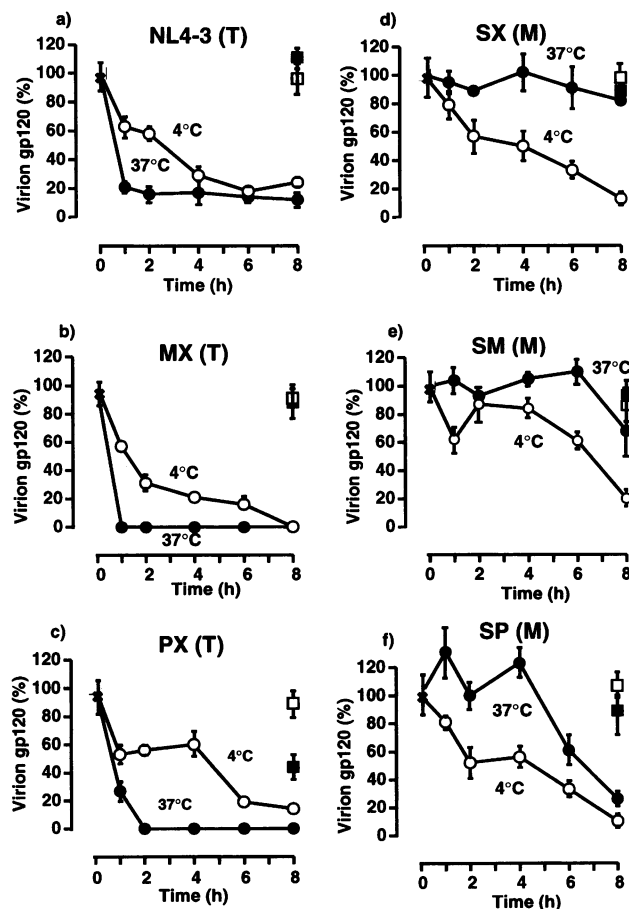 a)
NL4-3 (T)
Virion gp120 (%)
120
100
80
60
40
20
0
4°C
37°C
0 2 4 6 8
Time (h)
b)
MX (T)
Virion gp120 (%)
120
100
80
60
40
20
0
4°C
37°C
0 2 4 6 8
Time (h)
c)
PX (T)
Virion gp120 (%)
120
100
80
60
40
20
0
4°C
37°C
0 2 4 6 8
Time (h)
d)
SX (M)
Virion gp120 (%)
120
100
80
60
40
20
0
37°C
4°C
0 2 4 6 8
Time (h)
e)
SM (M)
Virion gp120 (%)
120
100
80
60
40
20
0
37°C
4°C
0 2 4 6 8
Time (h)
f)
SP (M)
Virion gp120 (%)
120
100
80
60
40
20
0
37°C
4°C
0 2 4 6 8
Time (h)